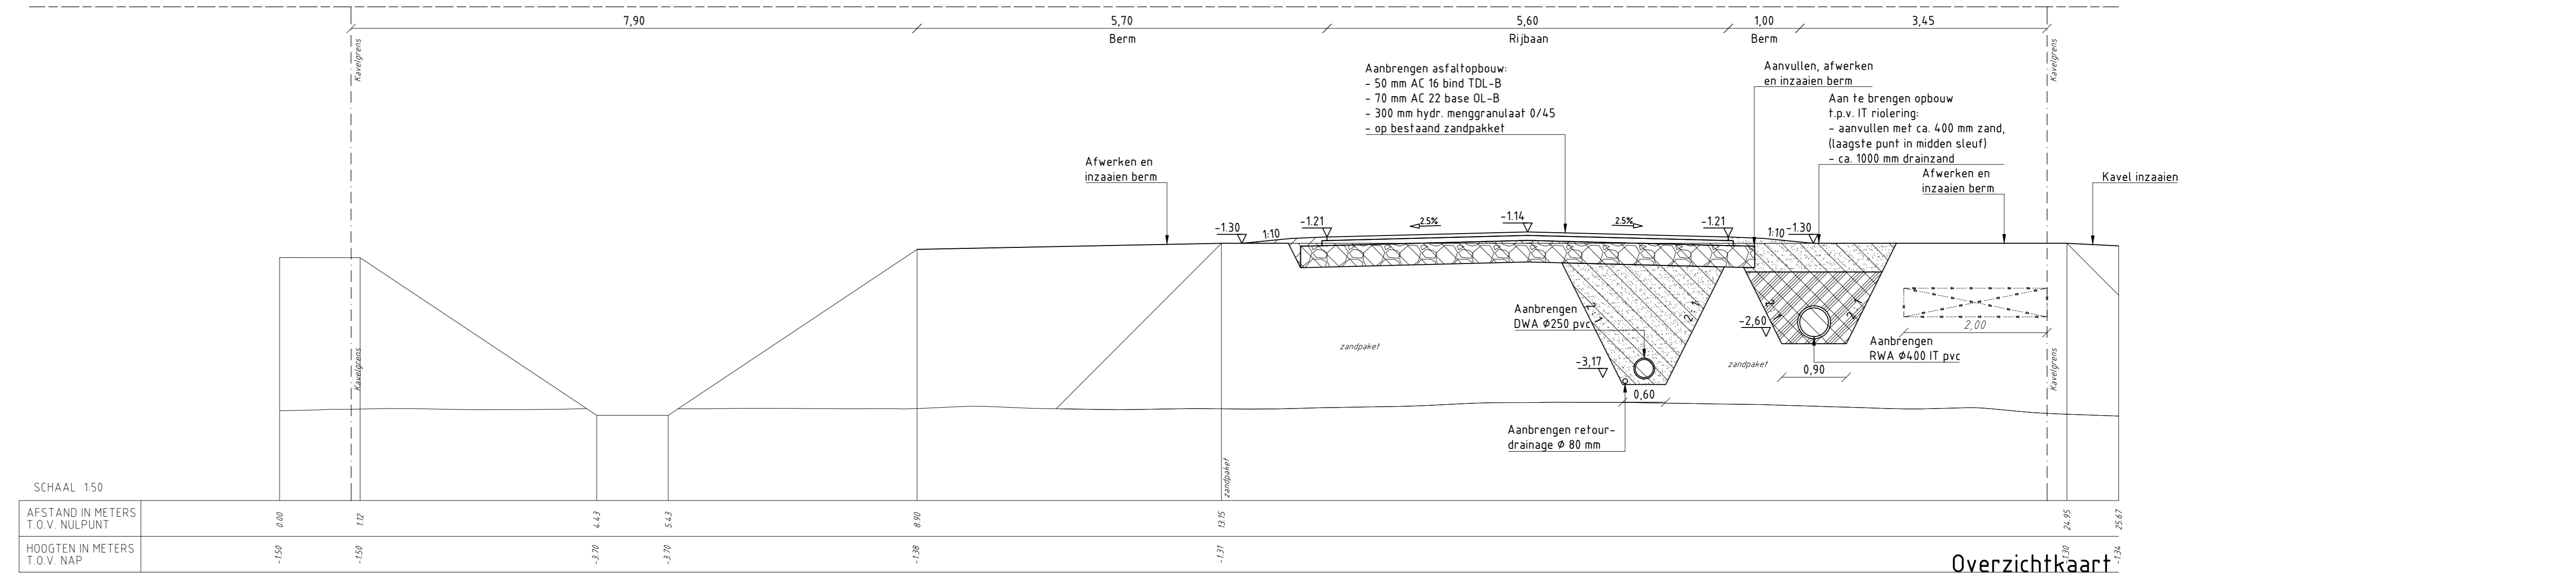 7,90
5,70
5,60
1,00
3,45
Berm
Rijbaan
Berm
Kavelgrens
Kavelgrens
Aanbrengen asfaltopbouw:
- 50 mm AC 16 bind TDL-B
- 70 mm AC 22 base OL-B
- 300 mm hydr. menggranulaat 0/45
- op bestaand zandpakket
Aanvullen, afwerken
en inzaaien berm
Aan te brengen opbouw
t.p.v. IT riolering:
- aanvullen met ca. 400 mm zand,
(laagste punt in midden sleuf)
- ca. 1000 mm drainzand
Afwerken en
inzaaien berm
Afwerken en
inzaaien berm
Kavel inzaaien
-1.30
1:10
-1.21
2.5%
-1.14
2.5%
-1.21
1:10
-1.30
Aanbrengen
DWA Ø250 pvc
2 : 1
2 : 1
-2,60
2 : 1
2 : 1
2,00
Aanbrengen
RWA Ø400 IT pvc
zandpaket
-3,17
zandpaket
0,90
0,60
Kavelgrens
Kavelgrens
Aanbrengen retour-
drainage Ø 80 mm
zandpaket
SCHAAL 1:50
AFSTAND IN METERS
T.O.V. NULPUNT
0.00
1.12
4.43
5.43
8.90
13.15
24.95
25.67
HOOGTEN IN METERS
T.O.V. NAP
-1.50
-1.50
-3.70
-3.70
-1.38
-1.31
-1.30
-1.34
Overzichtkaart